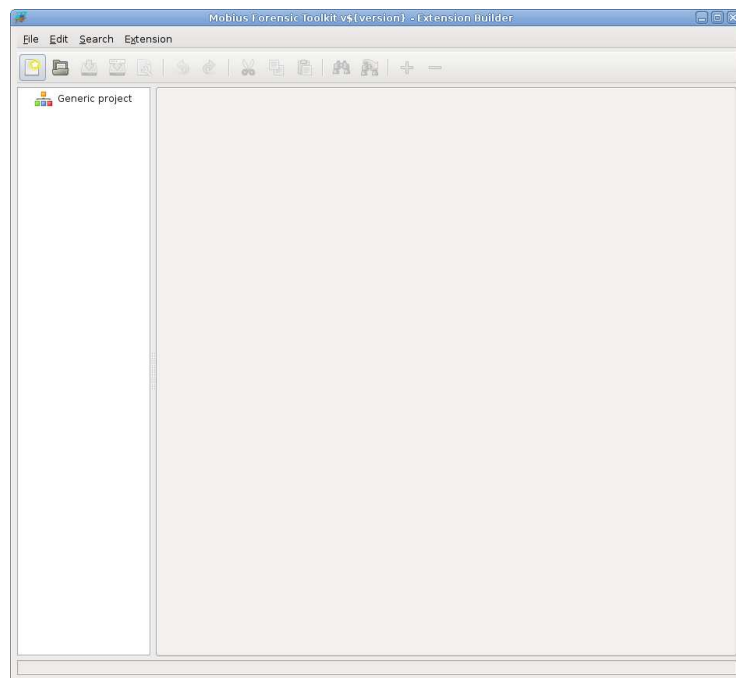 Mobius Forensic Toolkit v${version} - Extension Builder
File Edit Search Extension
Generic project